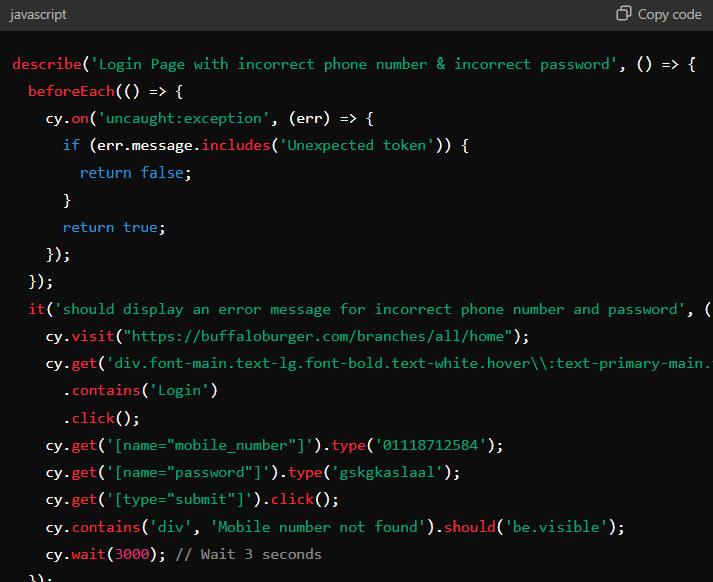 javascript
Copy code
describe('Login Page with incorrect phone number & incorrect password', () => {
  beforeEach(() => {
    cy.on('uncaught:exception', (err) => {
      if (err.message.includes('Unexpected token')) {
        return false;
      }
      return true;
    });
  });
  it('should display an error message for incorrect phone number and password', (
    cy.visit("https://buffaloburger.com/branches/all/home");
    cy.get('div.font-main.text-lg.font-bold.text-white.hover\\:text-primary-main.
      .contains('Login')
      .click();
    cy.get('[name="mobile_number"]').type('01118712584');
    cy.get('[name="password"]').type('gskgkaslaal');
    cy.get('[type="submit"]').click();
    cy.contains('div', 'Mobile number not found').should('be.visible');
    cy.wait(3000); // Wait 3 seconds
  });